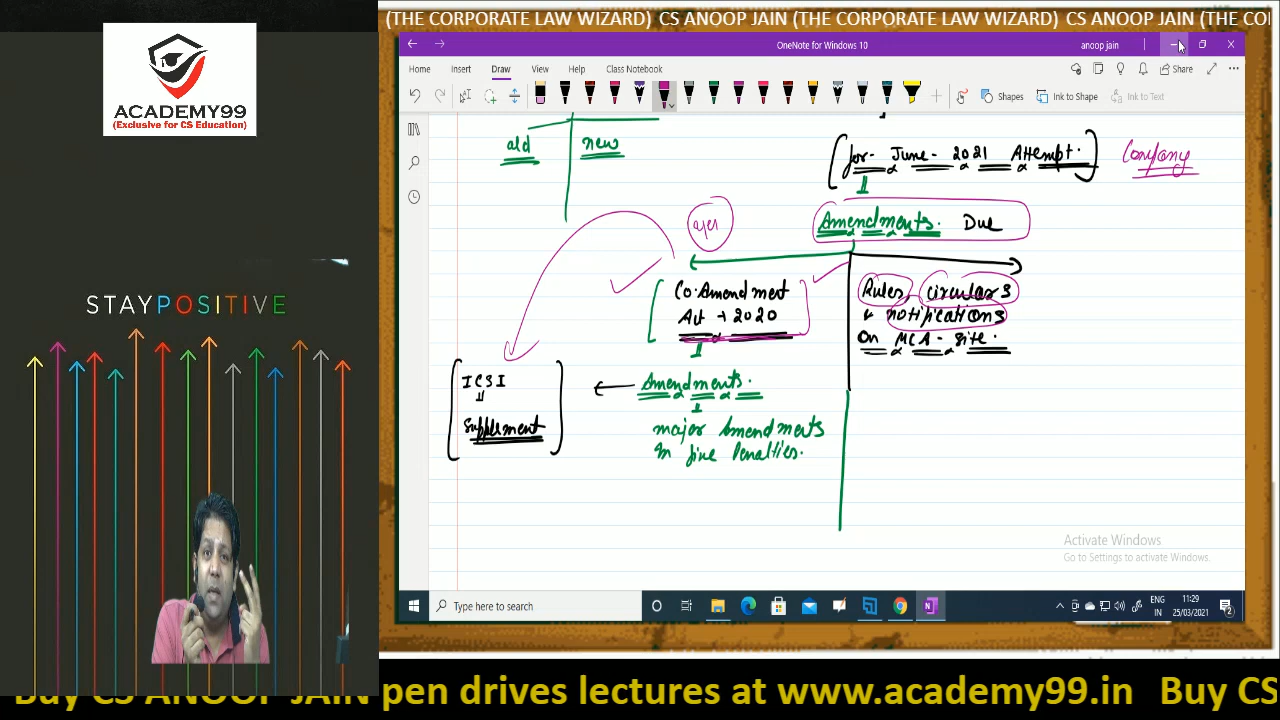 (THE CORPORATE LAW WIZARD) CS ANOOP JAIN (THE CORPORATE LAW WIZARD) CS ANOOP JAIN (THE
ACADEMY99
(Exclusive for CS Education)
STAYPOSITIVE
OneNote for Windows 10
anoop jain
Home Insert Draw View Help Class Notebook
Share
Shapes Ink to Shape Ink to Text
old new
for June - 2021 Attempt. Company
Amendments. Due
Co. Amendment
Act → 2020
Rules, circulars
notifications
On MCA - site.
ICSI
Supplement
Amendments.
major Amendments
In fine Penalties.
Activate Windows
Go to Settings to activate Windows.
Type here to search
ENG
IN
11:29
25/03/2021
2
Buy CS ANOOP JAIN pen drives lectures at www.academy99.in Buy CS